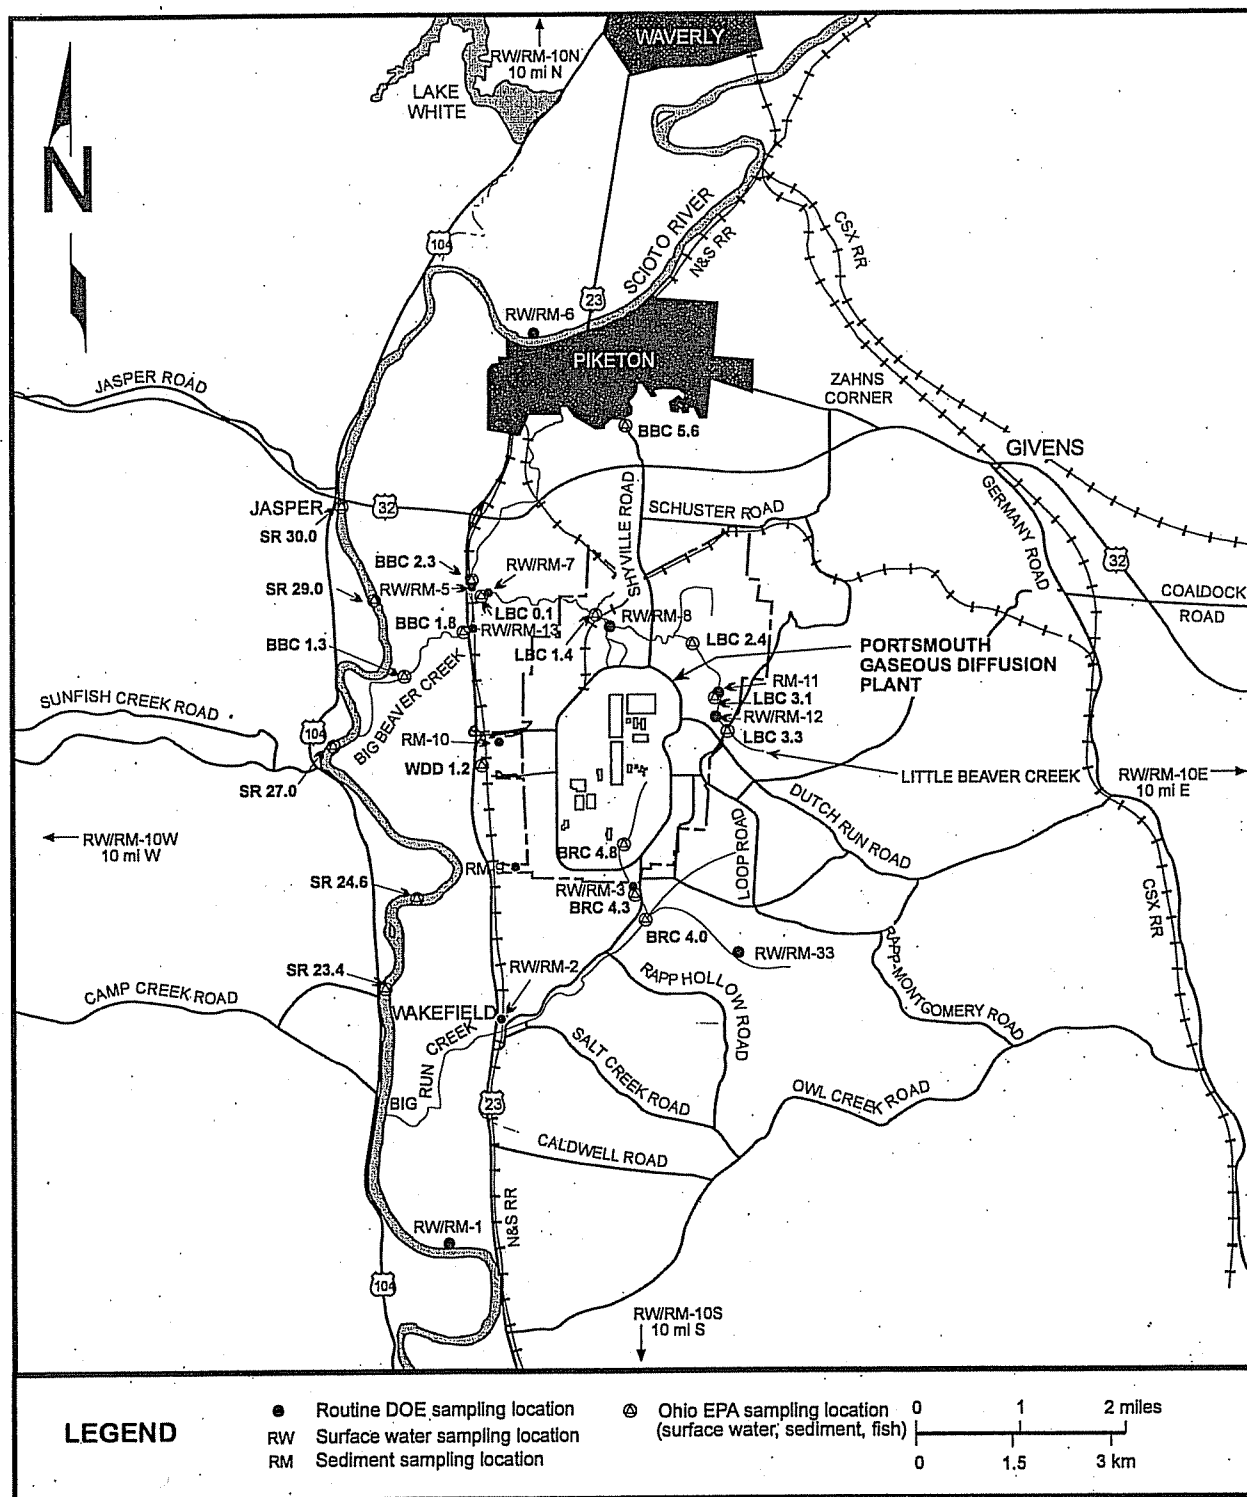 WAVERLY
RW/RM-10N
10 mi N
LAKE
WHITE
N
104
SCIOTO RIVER
N&S RR
CSX RR
23
RW/RM-6
PIKETON
JASPER ROAD
ZAHNS
CORNER
BBC 5.6
GIVENS
JASPER
32
SR 30.0
SHYVILLE ROAD
SCHUSTER ROAD
GERMANY ROAD
32
BBC 2.3
RW/RM-7
RW/RM-5
SR 29.0
LBC 0.1
COALDOCK
ROAD
BBC 1.8
RW/RM-13
RW/RM-8
LBC 1.4
LBC 2.4
BBC 1.3
PORTSMOUTH
GASEOUS DIFFUSION
PLANT
RM-11
LBC 3.1
RW/RM-12
LBC 3.3
SUNFISH CREEK ROAD
104
BIG BEAVER CREEK
RM-10
WDD 1.2
SR 27.0
LITTLE BEAVER CREEK
RW/RM-10E
10 mi E
DUTCH RUN ROAD
LOOP ROAD
RW/RM-10W
10 mi W
BRC 4.8
RM-9
SR 24.6
RW/RM-3
BRC 4.3
CSX RR
BRC 4.0
RW/RM-33
RAPP-MONTGOMERY ROAD
SR 23.4
RW/RM-2
RAPP HOLLOW ROAD
CAMP CREEK ROAD
WAKEFIELD
BIG RUN CREEK
SALT CREEK ROAD
OWL CREEK ROAD
23
CALDWELL ROAD
N&S RR
RW/RM-1
104
RW/RM-10S
10 mi S
LEGEND
Routine DOE sampling location
RW Surface water sampling location
RM Sediment sampling location
Ohio EPA sampling location
(surface water, sediment, fish)
0 1 2 miles
0 1.5 3 km